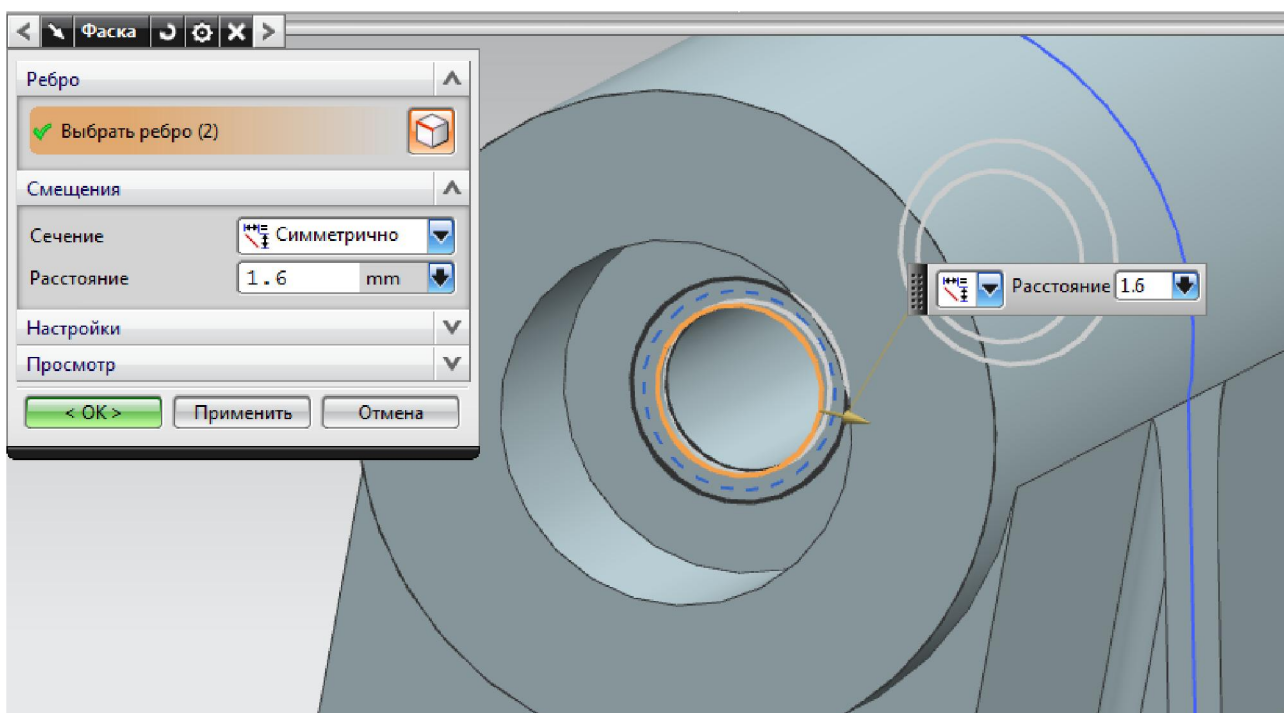 Фаска
Ребро
Выбрать ребро (2)
Смещения
Сечение Симметрично
Расстояние 1.6 mm
Настройки
Просмотр
< OK > Применить Отмена
Расстояние 1.6